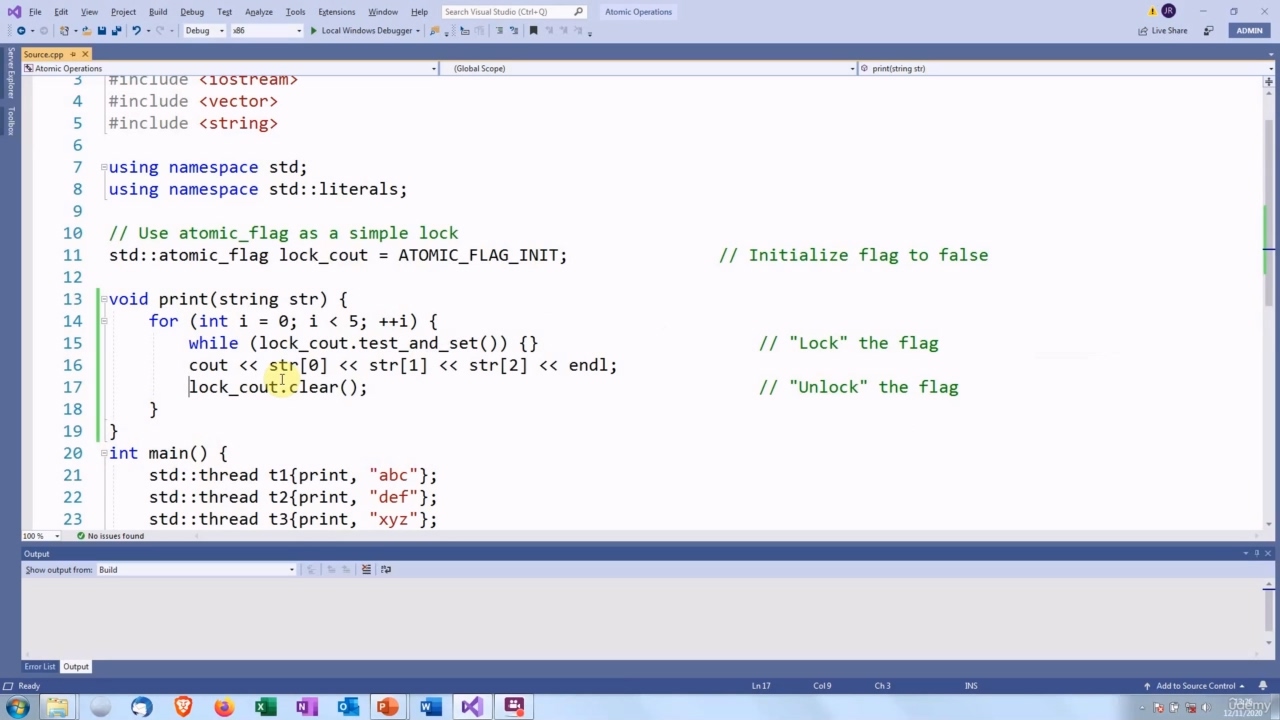 File Edit View Project Build Debug Test Analyze Tools Extensions Window Help Search Visual Studio (Ctrl+Q) Atomic Operations JR
Debug x86 Local Windows Debugger Live Share ADMIN
Server Explorer
Toolbox
Source.cpp
Atomic Operations (Global Scope) print(string str)
3 #include <iostream>
4 #include <vector>
5 #include <string>
6
7 using namespace std;
8 using namespace std::literals;
9
10 // Use atomic_flag as a simple lock
11 std::atomic_flag lock_cout = ATOMIC_FLAG_INIT; // Initialize flag to false
12
13 void print(string str) {
14 for (int i = 0; i < 5; ++i) {
15 while (lock_cout.test_and_set()) {} // "Lock" the flag
16 cout << str[0] << str[1] << str[2] << endl;
17 lock_cout.clear(); // "Unlock" the flag
18 }
19 }
20 int main() {
21 std::thread t1{print, "abc"};
22 std::thread t2{print, "def"};
23 std::thread t3{print, "xyz"};
100 % No issues found
Output
Show output from: Build
Error List Output
Ready Ln 17 Col 9 Ch 3 INS Add to Source Control
12/11/2020
udemy